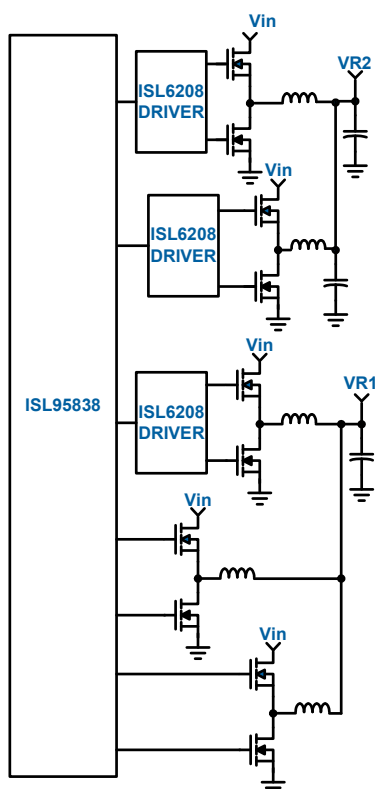 Vin
VR2
ISL6208
DRIVER
Vin
ISL6208
DRIVER
Vin
VR1
ISL95838
ISL6208
DRIVER
Vin
Vin